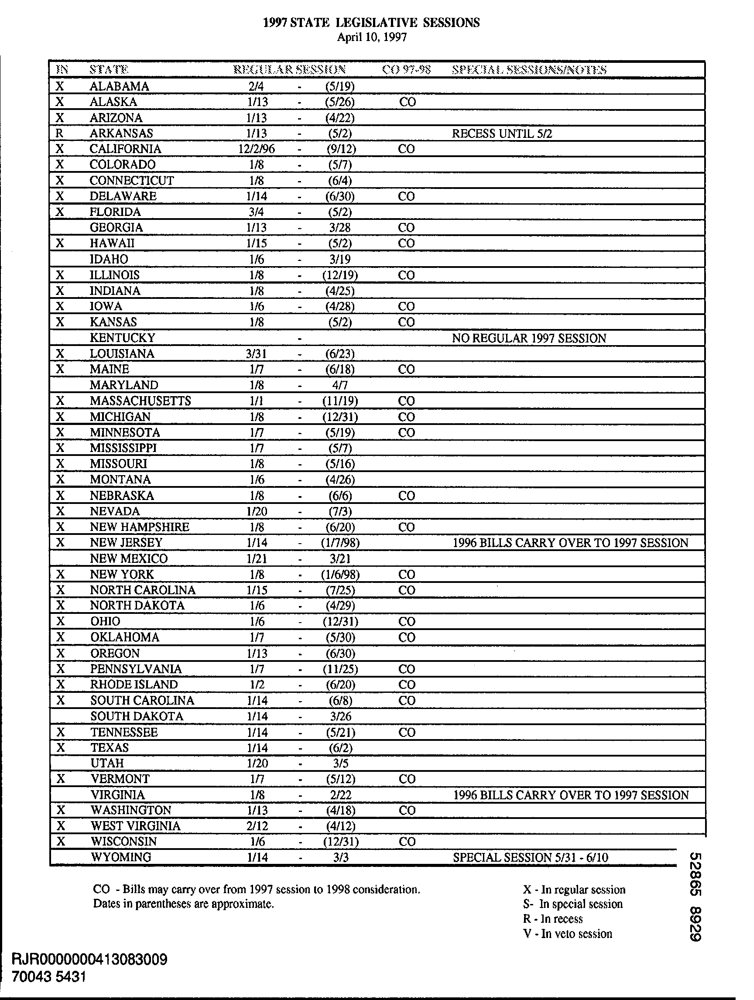 1997 STATE LEGISLATIVE SESSIONS
April 10, 1997
IN STATE REGULAR SESSION CO 97-98 SPECIAL SESSIONS/NOTES
X ALABAMA 2/4 - (5/19)
X ALASKA 1/13 - (5/26) CO
X ARIZONA 1/13 - (4/22)
R ARKANSAS 1/13 - (5/2) RECESS UNTIL 5/2
X CALIFORNIA 12/2/96 - (9/12) CO
X COLORADO 1/8 - (5/7)
X CONNECTICUT 1/8 - (6/4)
X DELAWARE 1/14 - (6/30) CO
X FLORIDA 3/4 - (5/2)
GEORGIA 1/13 - 3/28 CO
X HAWAII 1/15 - (5/2) CO
IDAHO 1/6 - 3/19
X ILLINOIS 1/8 - (12/19) CO
X INDIANA 1/8 - (4/25)
X IOWA 1/6 - (4/28) CO
X KANSAS 1/8 (5/2) CO
KENTUCKY - NO REGULAR 1997 SESSION
X LOUISIANA 3/31 - (6/23)
X MAINE 1/7 - (6/18) CO
MARYLAND 1/8 - 4/7
X MASSACHUSETTS 1/1 - (11/19) CO
X MICHIGAN 1/8 - (12/31) CO
X MINNESOTA 1/7 - (5/19) CO
X MISSISSIPPI 1/7 - (5/7)
X MISSOURI 1/8 - (5/16)
X MONTANA 1/6 - (4/26)
X NEBRASKA 1/8 - (6/6) CO
X NEVADA 1/20 - (7/3)
X NEW HAMPSHIRE 1/8 - (6/20) CO
X NEW JERSEY 1/14 - (1/7/98) 1996 BILLS CARRY OVER TO 1997 SESSION
NEW MEXICO 1/21 - 3/21
X NEW YORK 1/8 - (1/6/98) CO
X NORTH CAROLINA 1/15 - (7/25) CO
X NORTH DAKOTA 1/6 - (4/29)
X OHIO 1/6 - (12/31) CO
X OKLAHOMA 1/7 - (5/30) CO
X OREGON 1/13 - (6/30)
X PENNSYLVANIA 1/7 - (11/25) CO
X RHODE ISLAND 1/2 - (6/20) CO
X SOUTH CAROLINA 1/14 - (6/8) CO
SOUTH DAKOTA 1/14 - 3/26
X TENNESSEE 1/14 - (5/21) CO
X TEXAS 1/14 - (6/2)
UTAH 1/20 - 3/5
X VERMONT 1/7 - (5/12) CO
VIRGINIA 1/8 - 2/22 1996 BILLS CARRY OVER TO 1997 SESSION
X WASHINGTON 1/13 - (4/18) CO
X WEST VIRGINIA 2/12 - (4/12)
X WISCONSIN 1/6 - (12/31) CO
WYOMING 1/14 - 3/3 SPECIAL SESSION 5/31 - 6/10
CO - Bills may carry over from 1997 session to 1998 consideration.
Dates in parentheses are approximate.
X - In regular session
S- In special session
R - In recess
V - In veto session
52865 8929
RJR0000000413083009
70043 5431